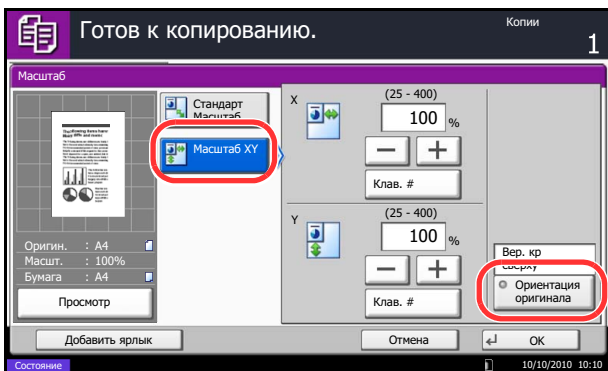 Готов к копированию.
Копии
1
Масштаб
Стандарт
Масштаб
Масштаб XY
X
(25 - 400)
100 %
Клав. #
Y
(25 - 400)
100 %
Клав. #
Оригин. : A4
Масшт. : 100%
Бумага : A4
Просмотр
Вер. кр
сверху
Ориентация
оригинала
Добавить ярлык
Отмена
OK
Состояние
10/10/2010 10:10